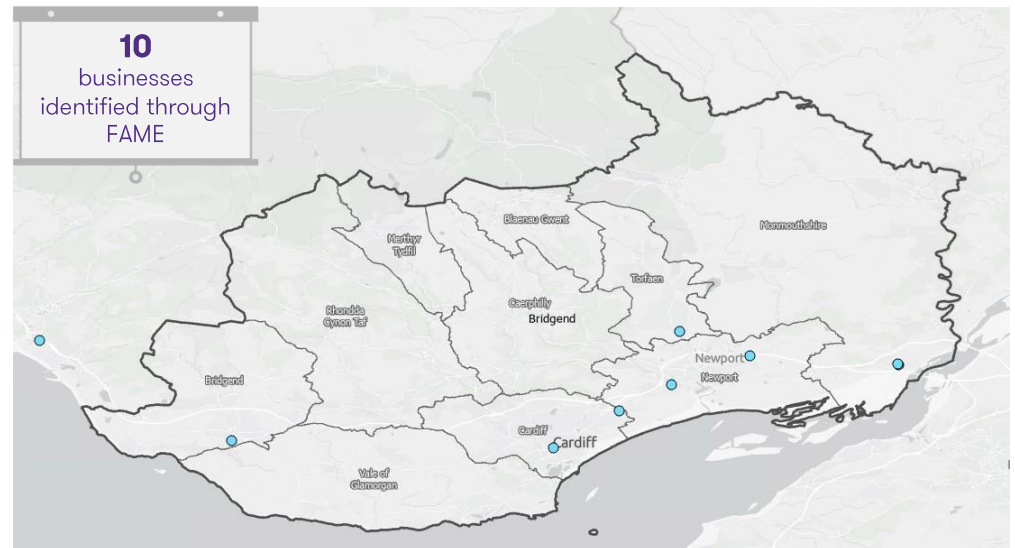 10
businesses
identified through
FAME
Blaenau Gwent
Monmouthshire
Merthyr
Tydfil
Torfaen
Caerphilly
Rhondda
Cynon Taf
Bridgend
Newport
Bridgend
Newport
Cardiff
Cardiff
Vale of
Glamorgan